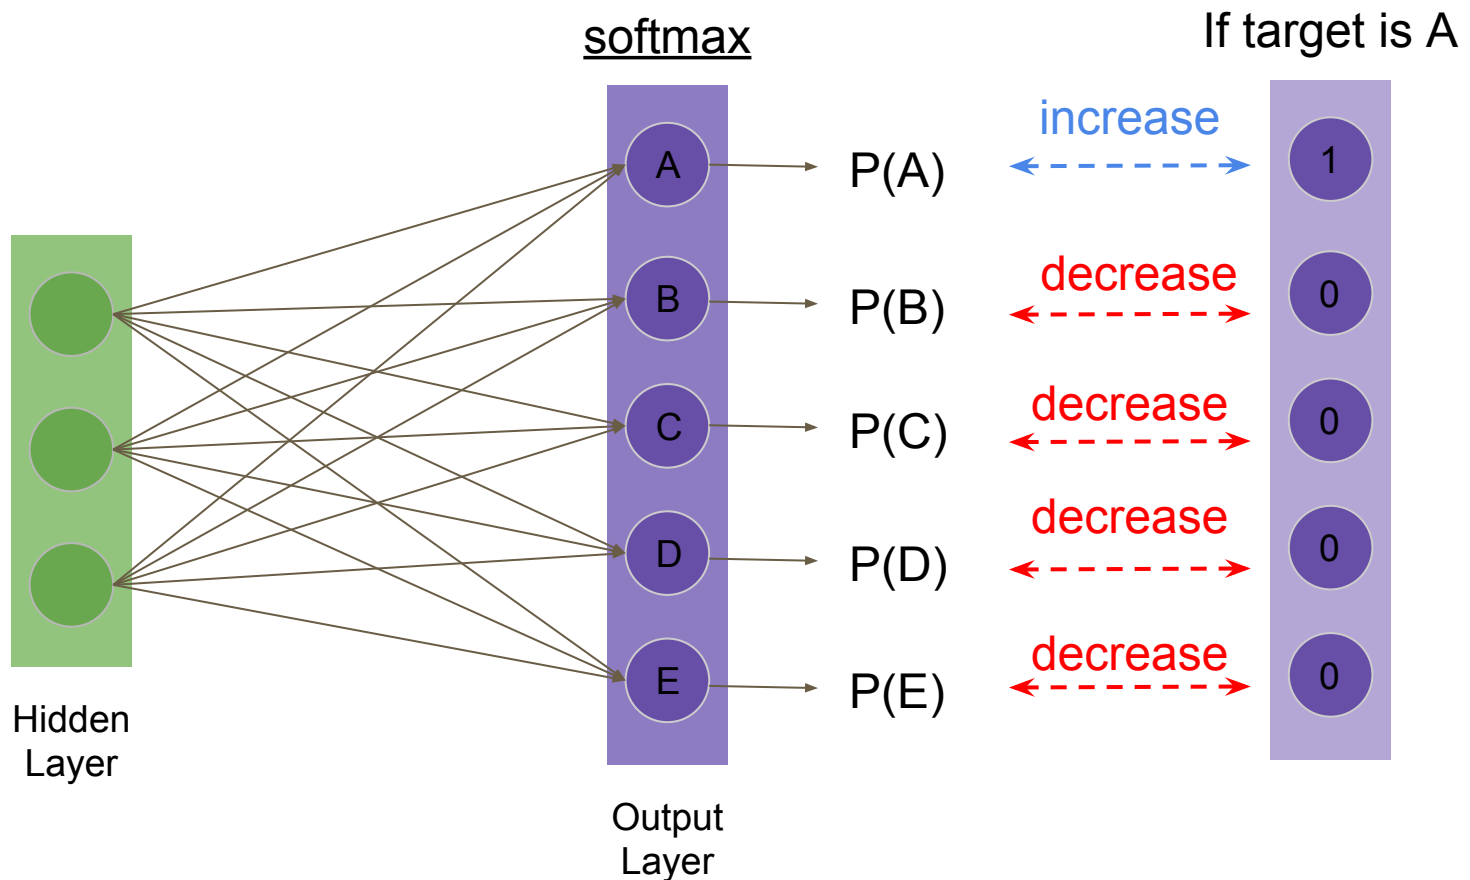 softmax
If target is A
A
P(A)
increase
1
B
P(B)
decrease
0
C
P(C)
decrease
0
D
P(D)
decrease
0
E
P(E)
decrease
0
Hidden
Layer
Output
Layer